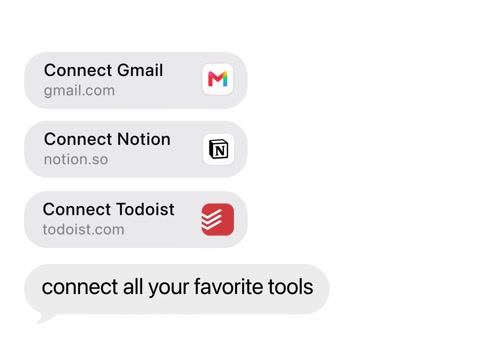 Connect Gmail
gmail.com
Connect Notion
notion.so
N
Connect Todoist
todoist.com
connect all your favorite tools